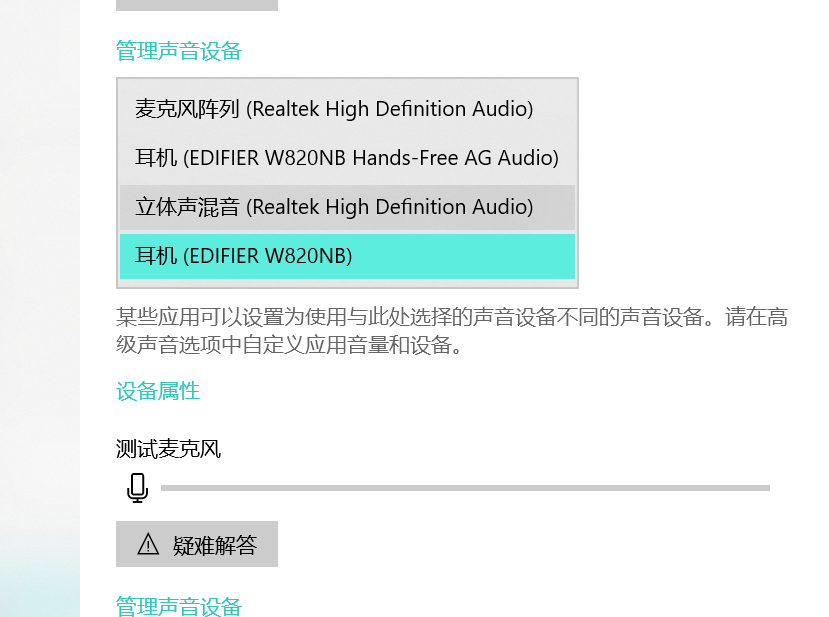 管理声音设备
麦克风阵列 (Realtek High Definition Audio)
耳机 (EDIFIER W820NB Hands-Free AG Audio)
立体声混音 (Realtek High Definition Audio)
耳机 (EDIFIER W820NB)
某些应用可以设置为使用与此处选择的声音设备不同的声音设备。请在高
级声音选项中自定义应用音量和设备。
设备属性
测试麦克风
疑难解答
管理声音设备